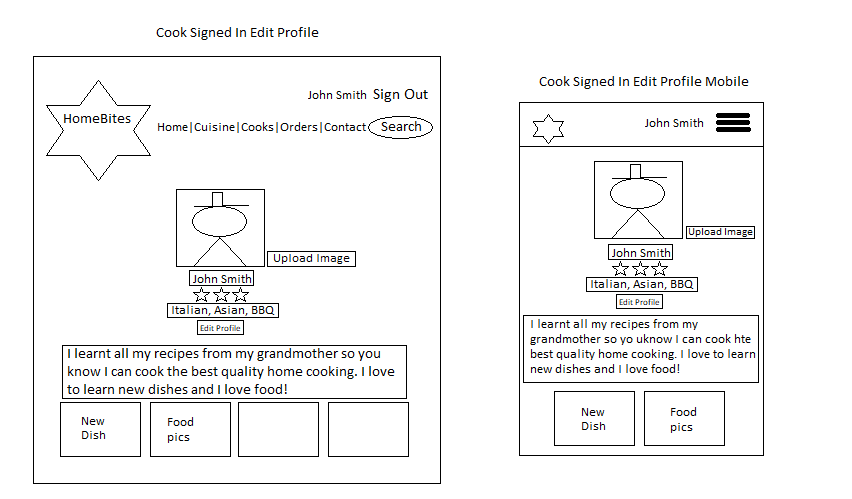 Cook Signed In Edit Profile
John Smith Sign Out
HomeBites
Home|Cuisine|Cooks|Orders|Contact Search
Upload Image
John Smith
Italian, Asian, BBQ
Edit Profile
I learnt all my recipes from my grandmother so you
know I can cook the best quality home cooking. I love
to learn new dishes and I love food!
New
Dish
Food
pics
Cook Signed In Edit Profile Mobile
John Smith
Upload Image
John Smith
Italian, Asian, BBQ
Edit Profile
I learnt all my recipes from my
grandmother so yo uknow I can cook hte
best quality home cooking. I love to learn
new dishes and I love food!
New
Dish
Food
pics